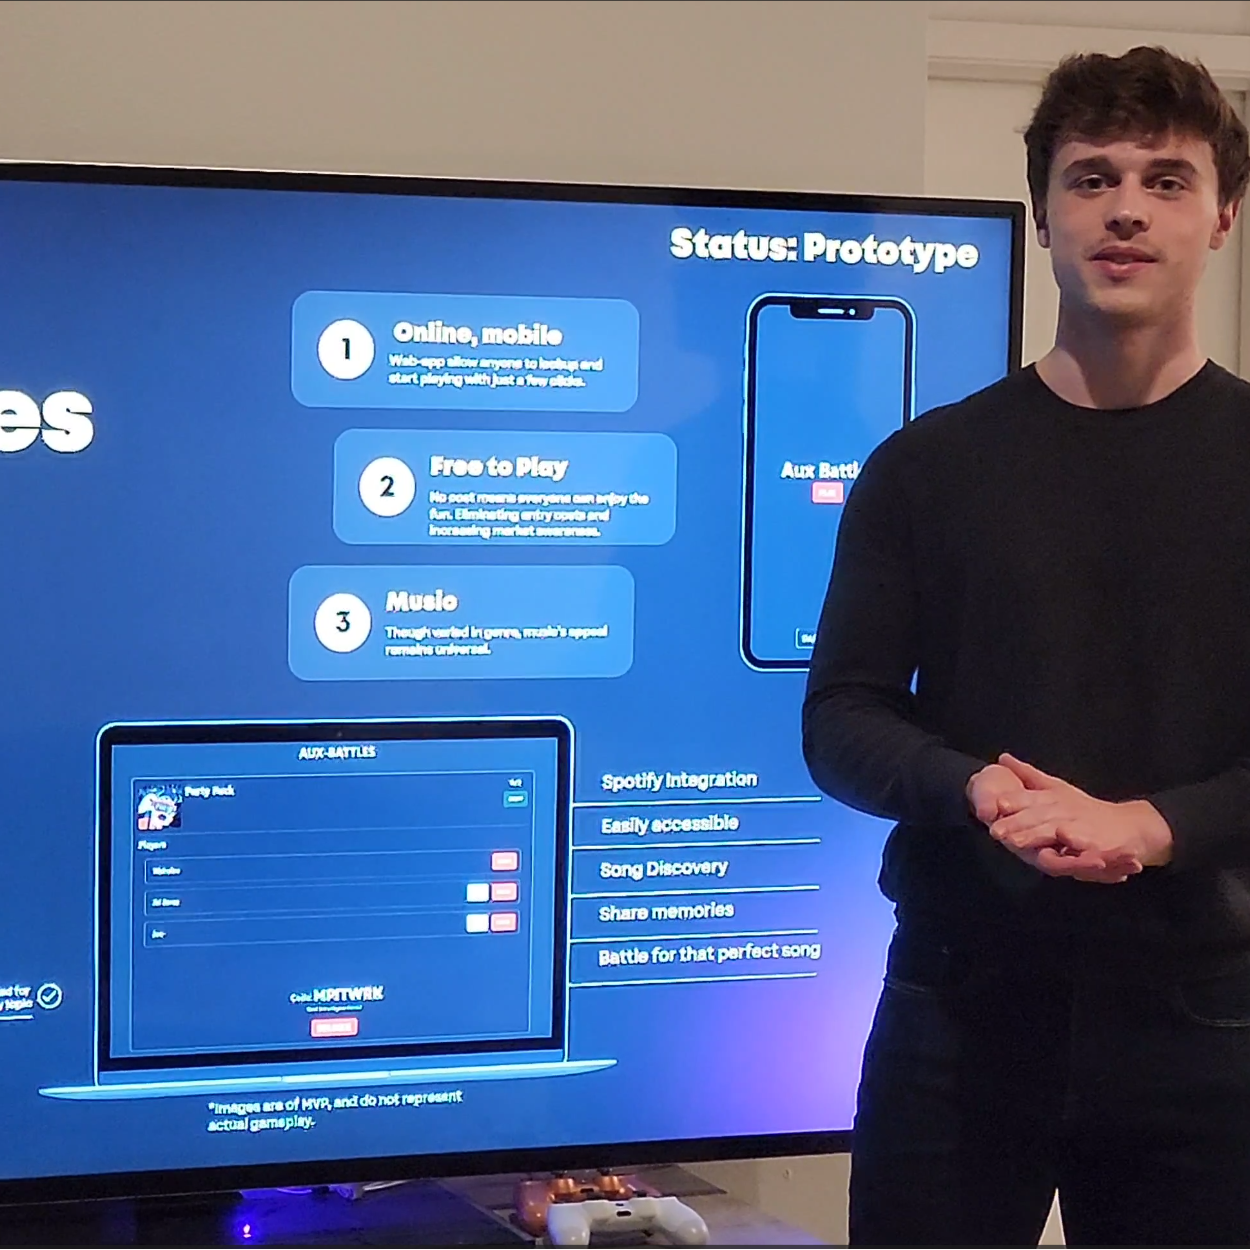 Status: Prototype
1
Online, mobile
Web-app allow anyone to lookup and
start playing with just a few clicks.
es
2
Free to Play
No cost means everyone can enjoy the
fun. Eliminating entry costs and
increasing market awareness.
Aux Battl
3
Music
Though varied in genre, music's appeal
remains universal.
AUX-BATTLES
Party Rock
Players
Spotify Integration
Easily accessible
Song Discovery
Share memories
Battle for that perfect song
ed for
y topic
Code: MPITWRK
*Images are of MVP, and do not represent
actual gameplay.